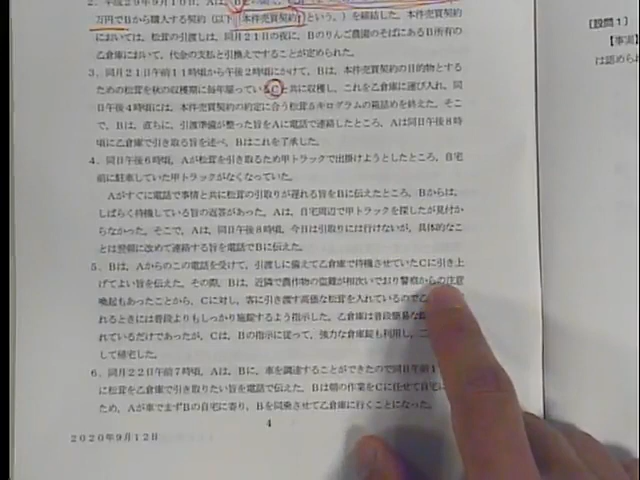 ２．平成２９年９月１０日，Ａは，
万円でＢから購入する契約（以下「本件売買契約」という。）を締結した。本件売買契約
においては，松茸の引渡しは，同月２１日の夜に，Ｂのりんご農園のそばにあるＢ所有の
乙倉庫において，代金の支払と引換えですることが定められた。
３．同月２１日午前１１時頃から午後２時頃にかけて，Ｂは，本件売買契約の目的物とす
るための松茸を秋の収穫期に毎年雇っているＣと共に収穫し，これを乙倉庫に運び入れ，同
日午後４時頃には，本件売買契約の約定に合う松茸５キログラムの箱詰めを終えた。そこ
で，Ｂは，直ちに，引渡準備が整った旨をＡに電話で連絡したところ，Ａは同日午後８時
頃に乙倉庫で引き取る旨を述べ，Ｂはこれを了承した。
４．同日午後６時頃，Ａが松茸を引き取るため甲トラックで出掛けようとしたところ，自宅
前に駐車していた甲トラックがなくなっていた。
Ａがすぐに電話で事情と共に松茸の引取りが遅れる旨をＢに伝えたところ，Ｂからは，
しばらく待機している旨の返答があった。Ａは，自宅周辺で甲トラックを探したが見付か
らなかった。そこで，Ａは，同日午後８時頃，今日は引取りには行けないが，具体的なこ
とは翌朝に改めて連絡する旨を電話でＢに伝えた。
５．Ｂは，Ａからのこの電話を受けて，引渡しに備えて乙倉庫で待機させていたＣに引き上
げてよい旨を伝えた。その際，Ｂは，近隣で農作物の盗難が相次いでおり警察からの注意
喚起もあったことから，Ｃに対し，客に引き渡す高価な松茸を入れているので乙
れるときには普段よりもしっかり施錠するよう指示した。乙倉庫は普段簡易な
れているだけであったが，Ｃは，Ｂの指示に従って，強力な倉庫錠も利用し，二
して帰宅した。
６．同月２２日午前７時頃，Ａは，Ｂに，車を調達することができたので同日午前
に松茸を乙倉庫で引き取りたい旨を電話で伝えた。Ｂは朝の作業をＣに任せて自宅に
ため，Ａが車でまずＢの自宅に寄り，Ｂを同乗させて乙倉庫に行くことになった。
4
２０２０年９月１２日
〔設問１〕
【事実】
は認められ